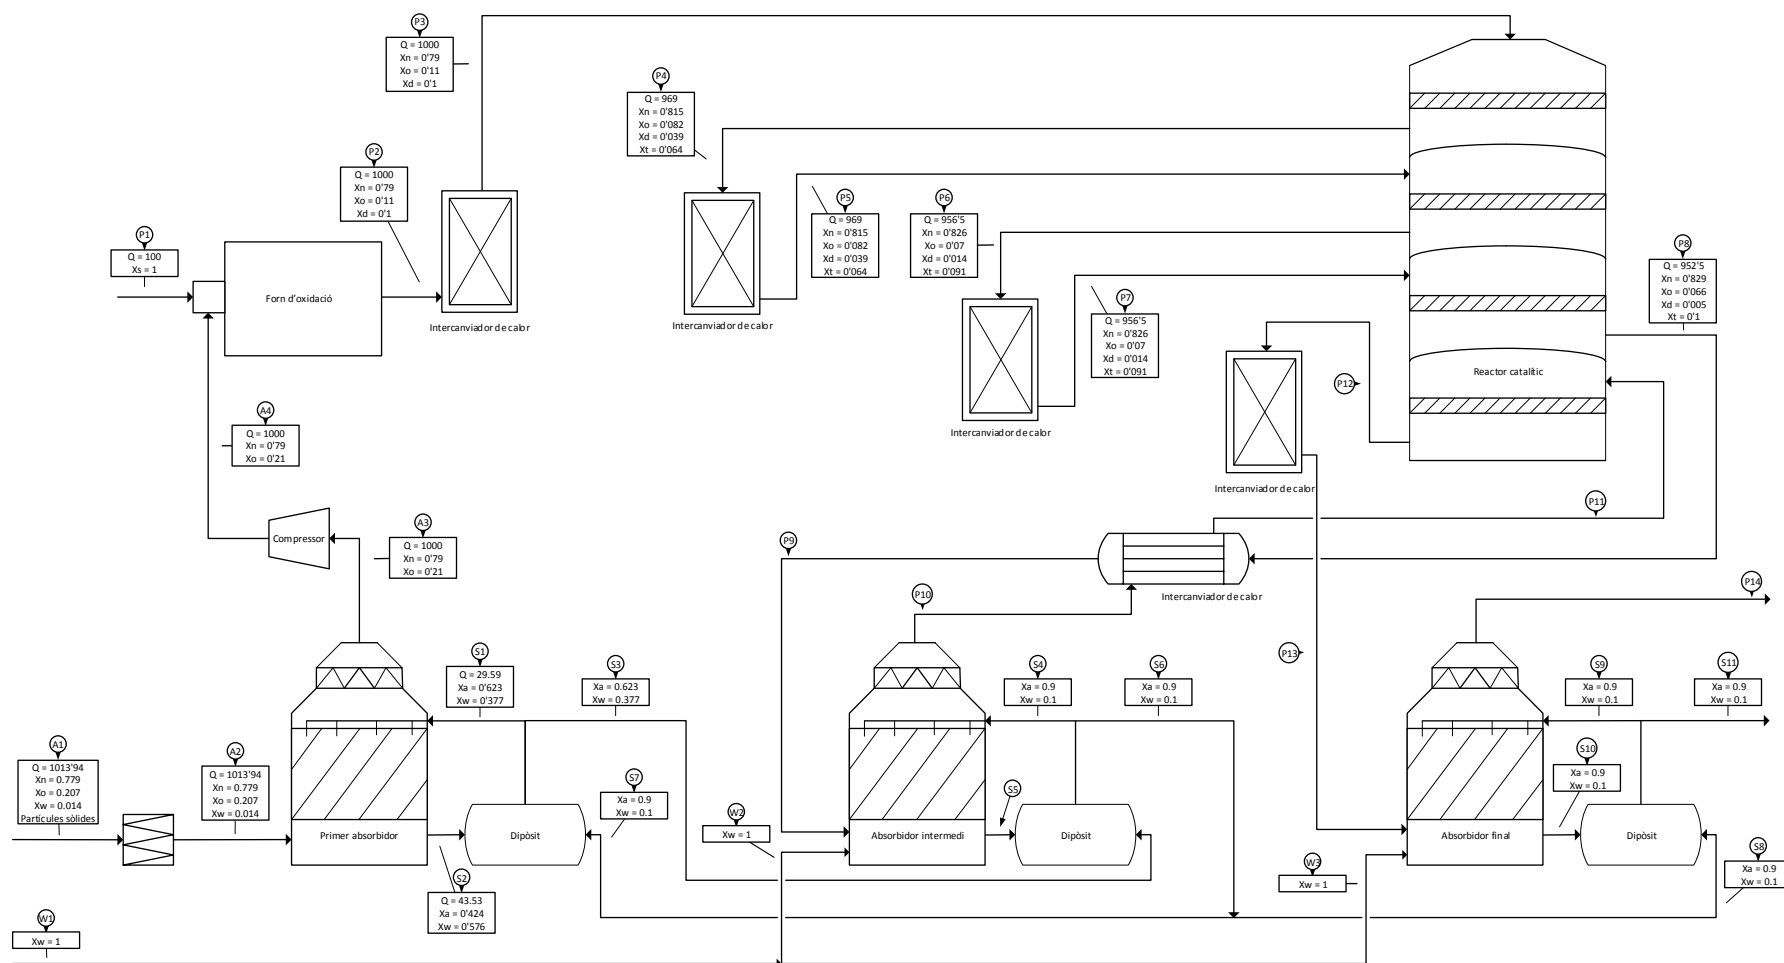 P3
Q = 1000
Xn = 0'79
Xo = 0'11
Xd = 0'1
P4
Q = 969
Xn = 0'815
Xo = 0'082
Xd = 0'039
Xt = 0'064
P2
Q = 1000
Xn = 0'79
Xo = 0'11
Xd = 0'1
P1
Q = 100
Xs = 1
Forn d'oxidació
Intercanviador de calor
Intercanviador de calor
P5
Q = 969
Xn = 0'815
Xo = 0'082
Xd = 0'039
Xt = 0'064
P6
Q = 956'5
Xn = 0'826
Xo = 0'07
Xd = 0'014
Xt = 0'091
P7
Q = 956'5
Xn = 0'826
Xo = 0'07
Xd = 0'014
Xt = 0'091
Intercanviador de calor
P8
Q = 952'5
Xn = 0'829
Xo = 0'066
Xd = 0'005
Xt = 0'1
Reactor catalític
P12
Intercanviador de calor
A4
Q = 1000
Xn = 0'79
Xo = 0'21
Compressor
A3
Q = 1000
Xn = 0'79
Xo = 0'21
P9
P11
Intercanviador de calor
P10
P14
P13
S1
Q = 29.59
Xa = 0'623
Xw = 0'377
S3
Xa = 0.623
Xw = 0.377
S4
Xa = 0.9
Xw = 0.1
S6
Xa = 0.9
Xw = 0.1
S9
Xa = 0.9
Xw = 0.1
S11
Xa = 0.9
Xw = 0.1
A1
Q = 1013'94
Xn = 0.779
Xo = 0.207
Xw = 0.014
Partícules sòlides
A2
Q = 1013'94
Xn = 0.779
Xo = 0.207
Xw = 0.014
Primer absorbidor
Dipòsit
S7
Xa = 0.9
Xw = 0.1
S2
Q = 43.53
Xa = 0'424
Xw = 0'576
W2
Xw = 1
Absorbidor intermedi
S5
Dipòsit
S10
Xa = 0.9
Xw = 0.1
Absorbidor final
Dipòsit
W3
Xw = 1
S8
Xa = 0.9
Xw = 0.1
W1
Xw = 1